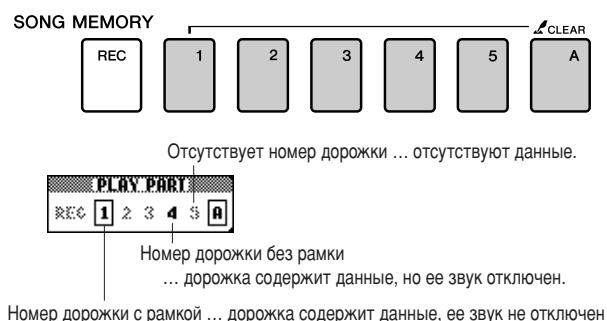 SONG MEMORY
CLEAR
REC 1 2 3 4 5 A
Отсутствует номер дорожки ... отсутствуют данные.
PLAY PART
REC 1 2 3 4 5 A
Номер дорожки без рамки
... дорожка содержит данные, но ее звук отключен.
Номер дорожки с рамкой ... дорожка содержит данные, ее звук не отключен